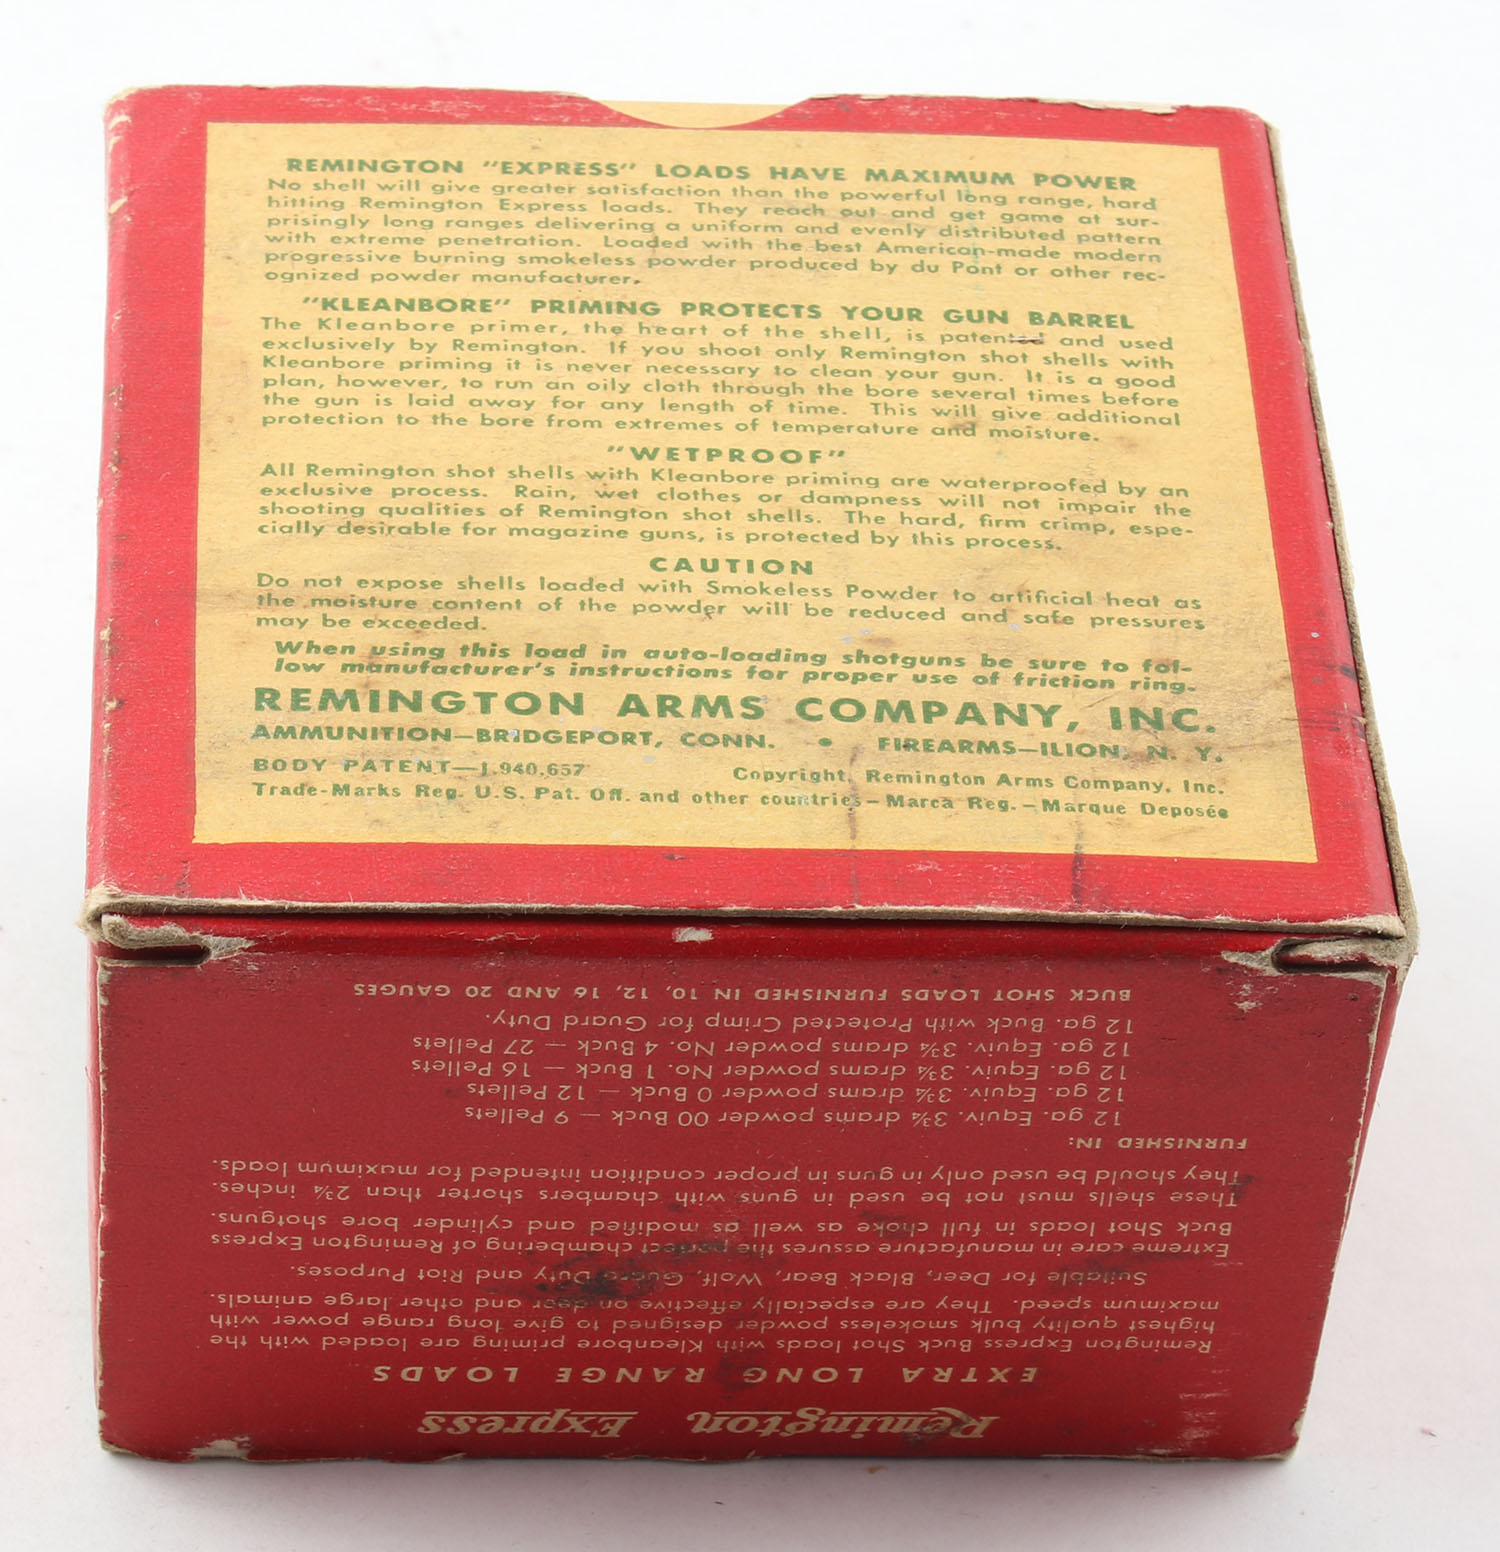 REMINGTON "EXPRESS" LOADS HAVE MAXIMUM POWER
No shell will give greater satisfaction than the powerful long range, hard
hitting Remington Express loads. They reach out and get game at sur-
prisingly long ranges delivering a uniform and evenly distributed pattern
with extreme penetration. Loaded with the best American-made modern
progressive burning smokeless powder produced by du Pont or other rec-
ognized powder manufacturer.
"KLEANBORE" PRIMING PROTECTS YOUR GUN BARREL
The Kleanbore primer, the heart of the shell, is patented and used
exclusively by Remington. If you shoot only Remington shot shells with
Kleanbore priming it is never necessary to clean your gun. It is a good
plan, however, to run an oily cloth through the bore several times before
the gun is laid away for any length of time. This will give additional
protection to the bore from extremes of temperature and moisture.
"WETPROOF"
All Remington shot shells with Kleanbore priming are waterproofed by an
exclusive process. Rain, wet clothes or dampness will not impair the
shooting qualities of Remington shot shells. The hard, firm crimp, espe-
cially desirable for magazine guns, is protected by this process.
CAUTION
Do not expose shells loaded with Smokeless Powder to artificial heat as
the moisture content of the powder will be reduced and safe pressures
may be exceeded.
When using this load in auto-loading shotguns be sure to fol-
low manufacturer's instructions for proper use of friction ring.
REMINGTON ARMS COMPANY, INC.
AMMUNITION—BRIDGEPORT, CONN. • FIREARMS—ILION, N. Y.
BODY PATENT—1,940,657 Copyright, Remington Arms Company, Inc.
Trade-Marks Reg. U.S. Pat. Off. and other countries – Marca Reg. – Marque Deposée
Remington Express
EXTRA LONG RANGE LOADS
Remington Express Buck Shot loads with Kleanbore priming are loaded with the
highest quality bulk smokeless powder designed to give long range power with
maximum speed. They are especially effective on deer and other large animals.
Suitable for Deer, Black Bear, Wolf, Guard Duty and Riot Purposes.
Extreme care in manufacture assures the perfect chambering of Remington Express
Buck Shot loads in full choke as well as modified and cylinder bore shotguns.
These shells must not be used in guns with chambers shorter than 2¾ inches.
They should be used only in guns in proper condition intended for maximum loads.
FURNISHED IN:
12 ga. Equiv. 3¾ drams powder 00 Buck — 9 Pellets
12 ga. Equiv. 3¾ drams powder 0 Buck — 12 Pellets
12 ga. Equiv. 3¾ drams powder No. 1 Buck — 16 Pellets
12 ga. Equiv. 3¾ drams powder No. 4 Buck — 27 Pellets
12 ga. Buck with Protected Crimp for Guard Duty.
BUCK SHOT LOADS FURNISHED IN 10, 12, 16 AND 20 GAUGES